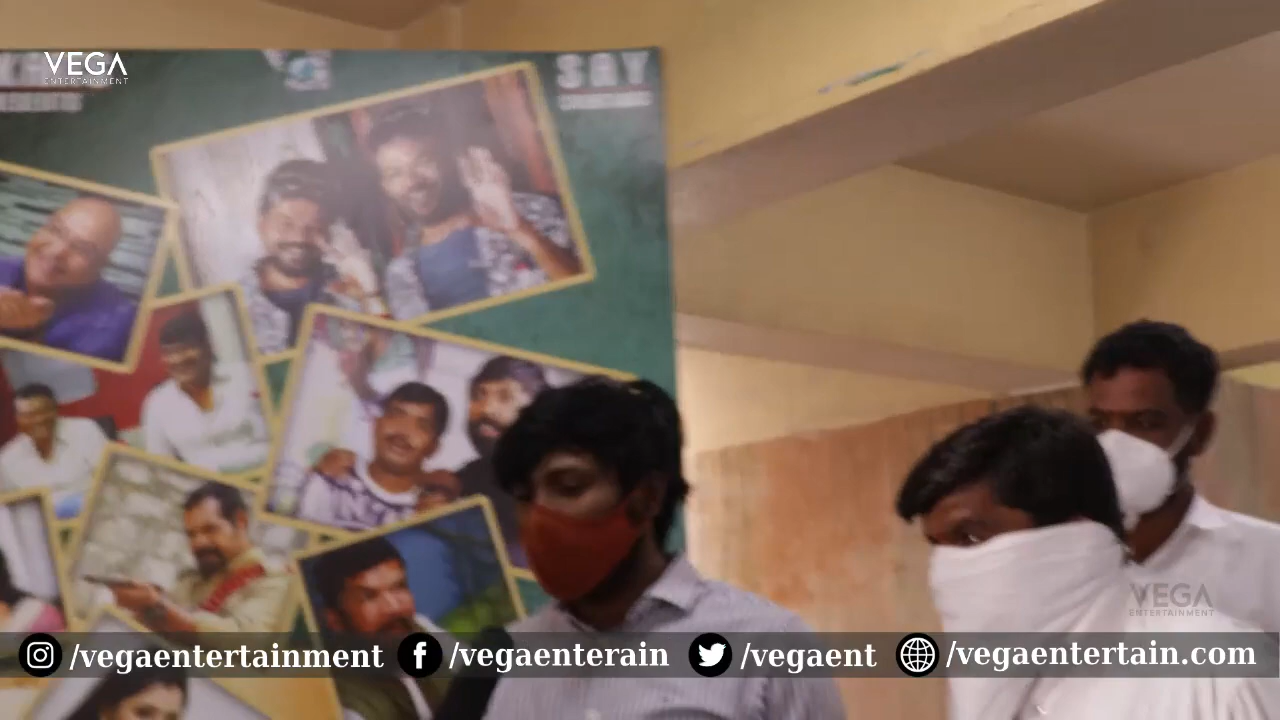 VEGA
ENTERTAINMENT
SAY
VEGA
ENTERTAINMENT
/vegaentertainment /vegaenterain /vegaent /vegaentertain.com